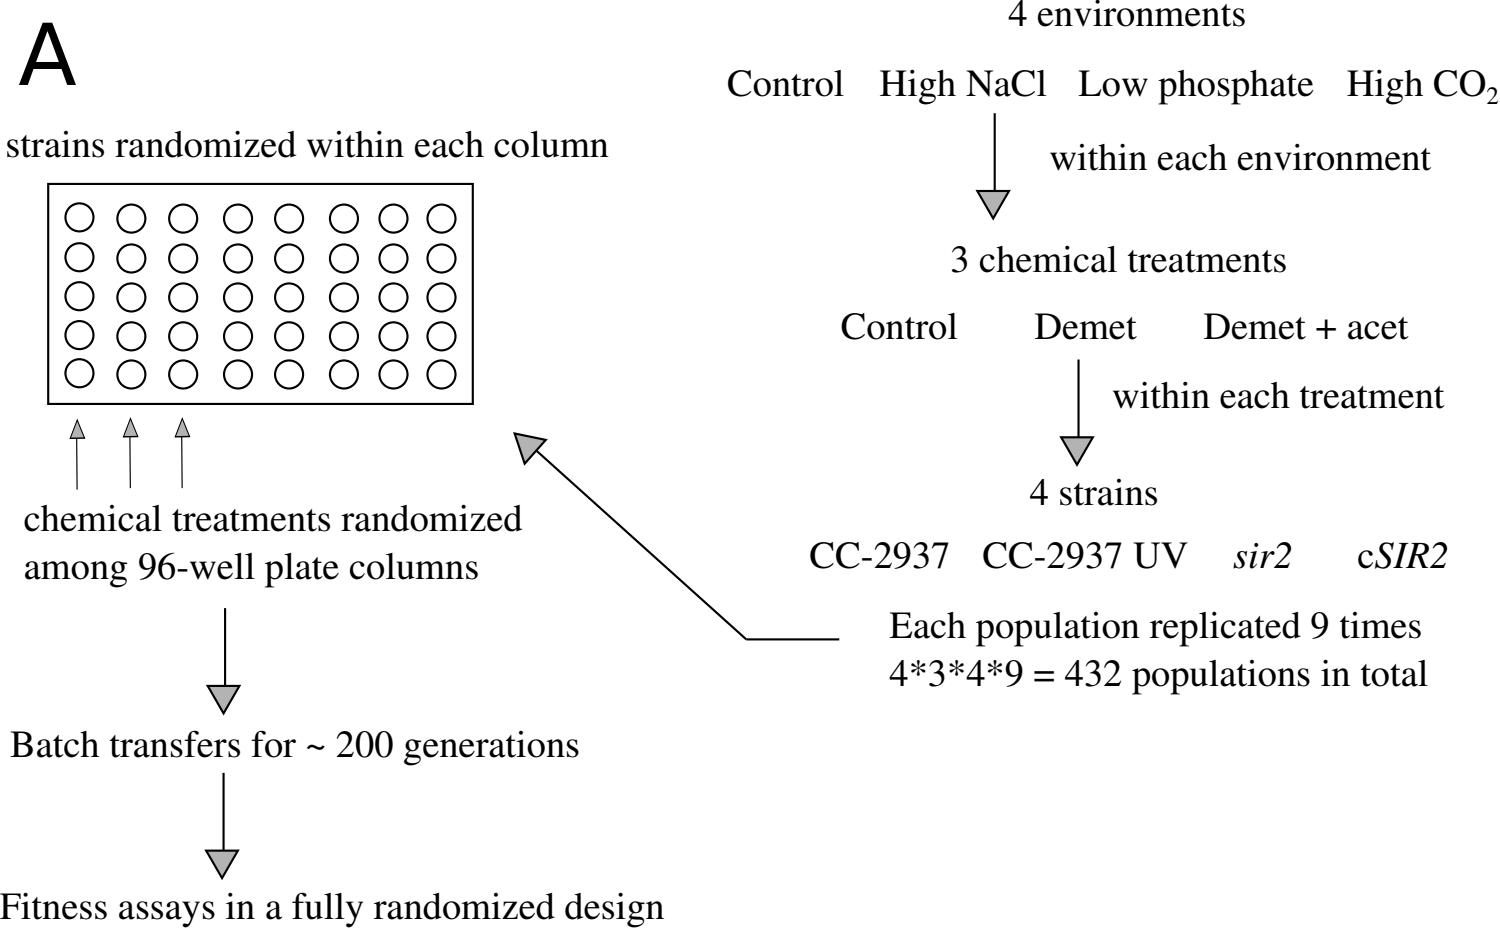 A
strains randomized within each column
chemical treatments randomized
among 96-well plate columns
Batch transfers for ~ 200 generations
Fitness assays in a fully randomized design
4 environments
Control High NaCl Low phosphate High CO₂
within each environment
3 chemical treatments
Control Demet Demet + acet
within each treatment
4 strains
CC-2937 CC-2937 UV sir2 cSIR2
Each population replicated 9 times
4*3*4*9 = 432 populations in total